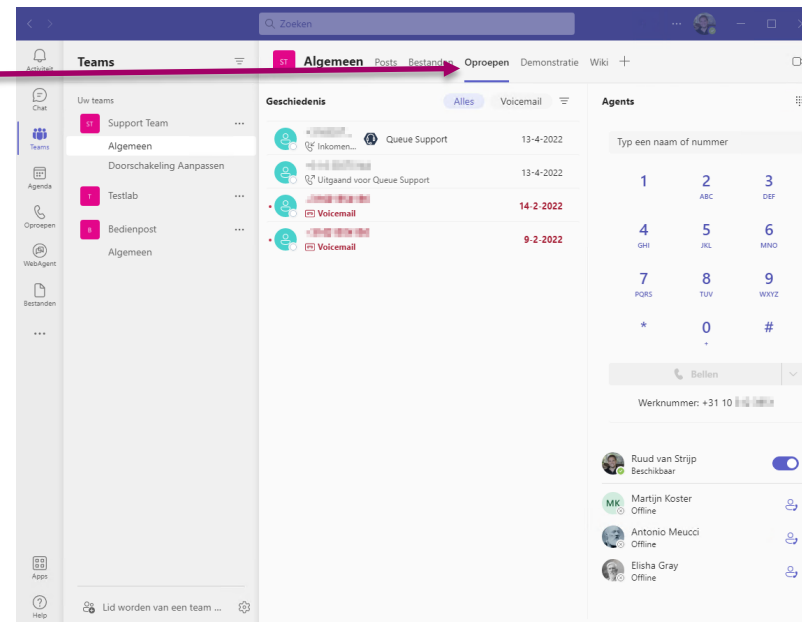 Zoeken
Activiteit
Chat
Teams
Agenda
Oproepen
WebAgent
Bestanden
Apps
Help
Teams
Uw teams
ST Support Team
Algemeen
Doorschakeling Aanpassen
T Testlab
B Bedienpost
Algemeen
Lid worden van een team ...
ST Algemeen Posts Bestanden Oproepen Demonstratie Wiki
Geschiedenis Alles Voicemail
Queue Support 13-4-2022
Inkomen...
13-4-2022
Uitgaand voor Queue Support
14-2-2022
Voicemail
9-2-2022
Voicemail
Agents
Typ een naam of nummer
1 2 3
ABC DEF
4 5 6
GHI JKL MNO
7 8 9
PQRS TUV WXYZ
* 0 #
+
Bellen
Werknummer: +31 10
Ruud van Strijp
Beschikbaar
MK Martijn Koster
Offline
Antonio Meucci
Offline
Elisha Gray
Offline